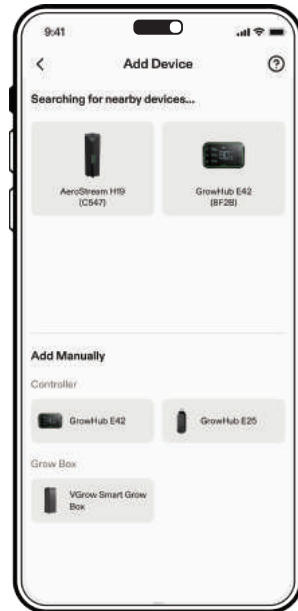 9:41
Add Device
Searching for nearby devices...
AeroStream H19
(C547)
GrowHub E42
(8F2B)
Add Manually
Controller
GrowHub E42
GrowHub E25
Grow Box
VGrow Smart Grow
Box